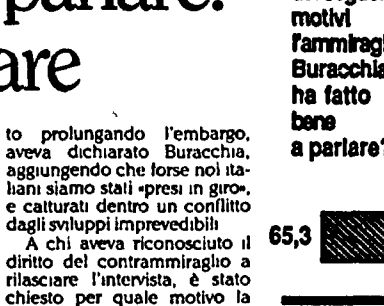 parlare.
are
to prolungando l'embargo,
aveva dichiarato Buracchia,
aggiungendo che forse noi ita-
liani siamo stati «presi in giro»,
e catturati dentro un conflitto
dagli sviluppi imprevedibili
A chi aveva riconosciuto il
diritto del contrammiraglio a
rilasciare l'intervista, è stato
chiesto per quale motivo la
motivi
l'ammiragl
Buracchia
ha fatto
bene
a parlare?
65,3